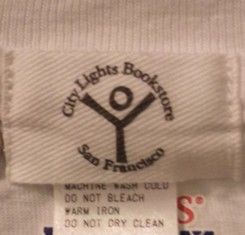 City Lights Bookstore
San Francisco
MACHINE WASH COLD
DO NOT BLEACH
WARM IRON
DO NOT DRY CLEAN
S®